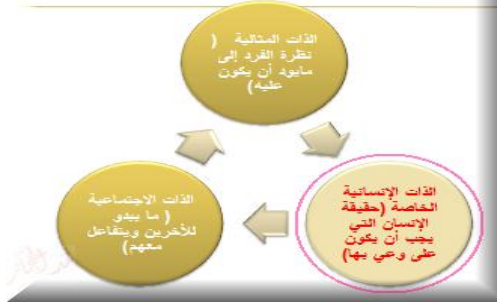 الذات المثالية (
نظرة الفرد إلى
مايود أن يكون
عليه)
الذات الإنسانية
الخاصة (حقيقة
الإنسان التي
يجب أن يكون
على وعي بها)
الذات الاجتماعية
( ما يبدو
للآخرين ويتفاعل
معهم)